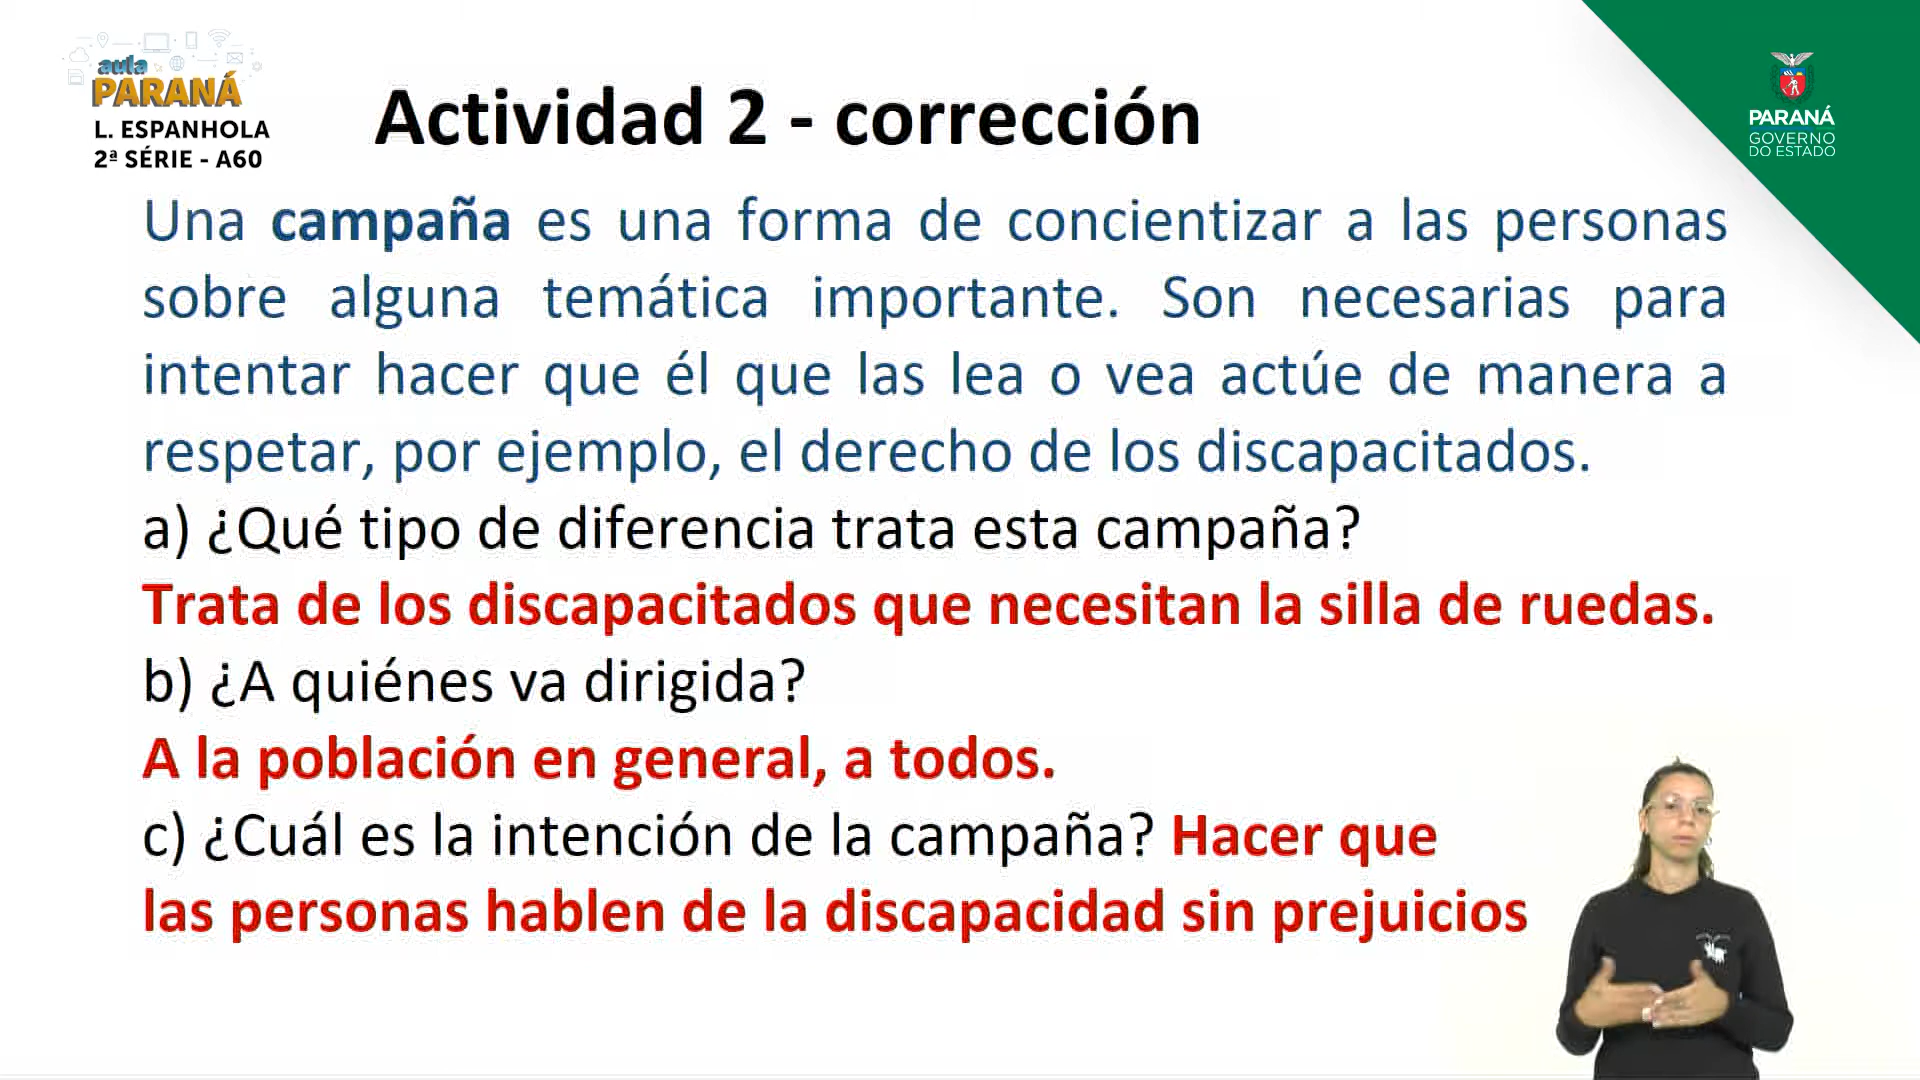 aula
PARANÁ
L. ESPANHOLA
2ª SÉRIE - A60
Actividad 2 - corrección
PARANÁ
GOVERNO
DO ESTADO
Una campaña es una forma de concientizar a las personas
sobre alguna temática importante. Son necesarias para
intentar hacer que él que las lea o vea actúe de manera a
respetar, por ejemplo, el derecho de los discapacitados.
a) ¿Qué tipo de diferencia trata esta campaña?
Trata de los discapacitados que necesitan la silla de ruedas.
b) ¿A quiénes va dirigida?
A la población en general, a todos.
c) ¿Cuál es la intención de la campaña? Hacer que
las personas hablen de la discapacidad sin prejuicios